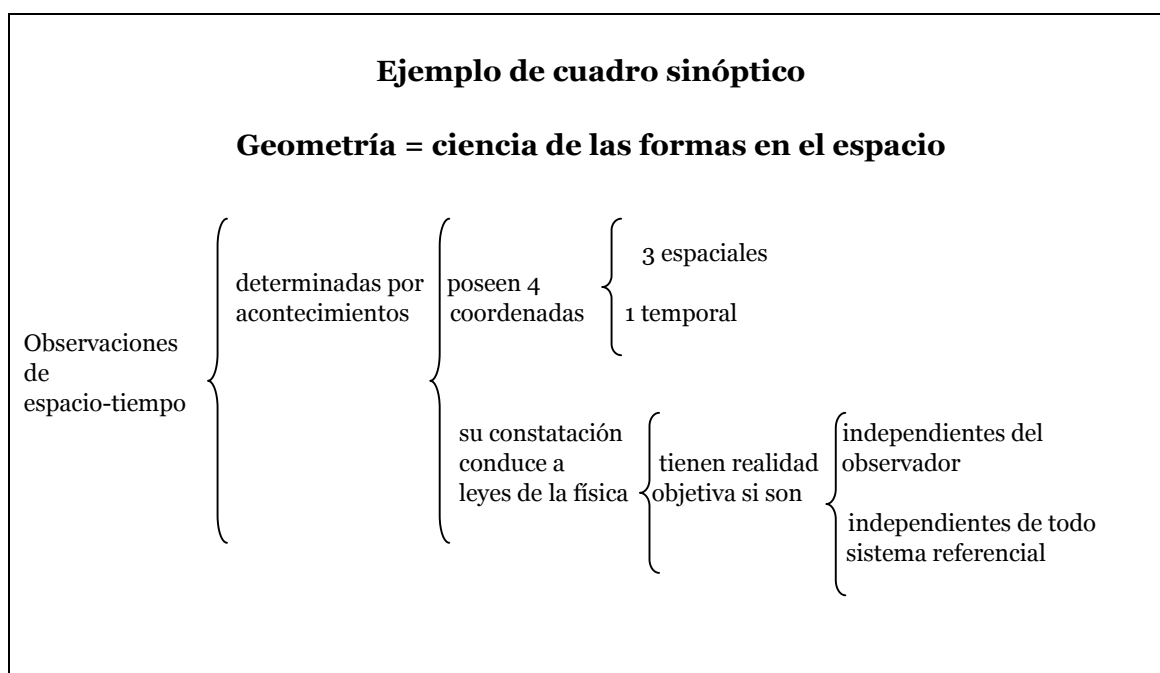 Ejemplo de cuadro sinóptico
Geometría = ciencia de las formas en el espacio
Observaciones
de
espacio-tiempo
determinadas por
acontecimientos
poseen 4
coordenadas
3 espaciales
1 temporal
su constatación
conduce a
leyes de la física
tienen realidad
objetiva si son
independientes del
observador
independientes de todo
sistema referencial